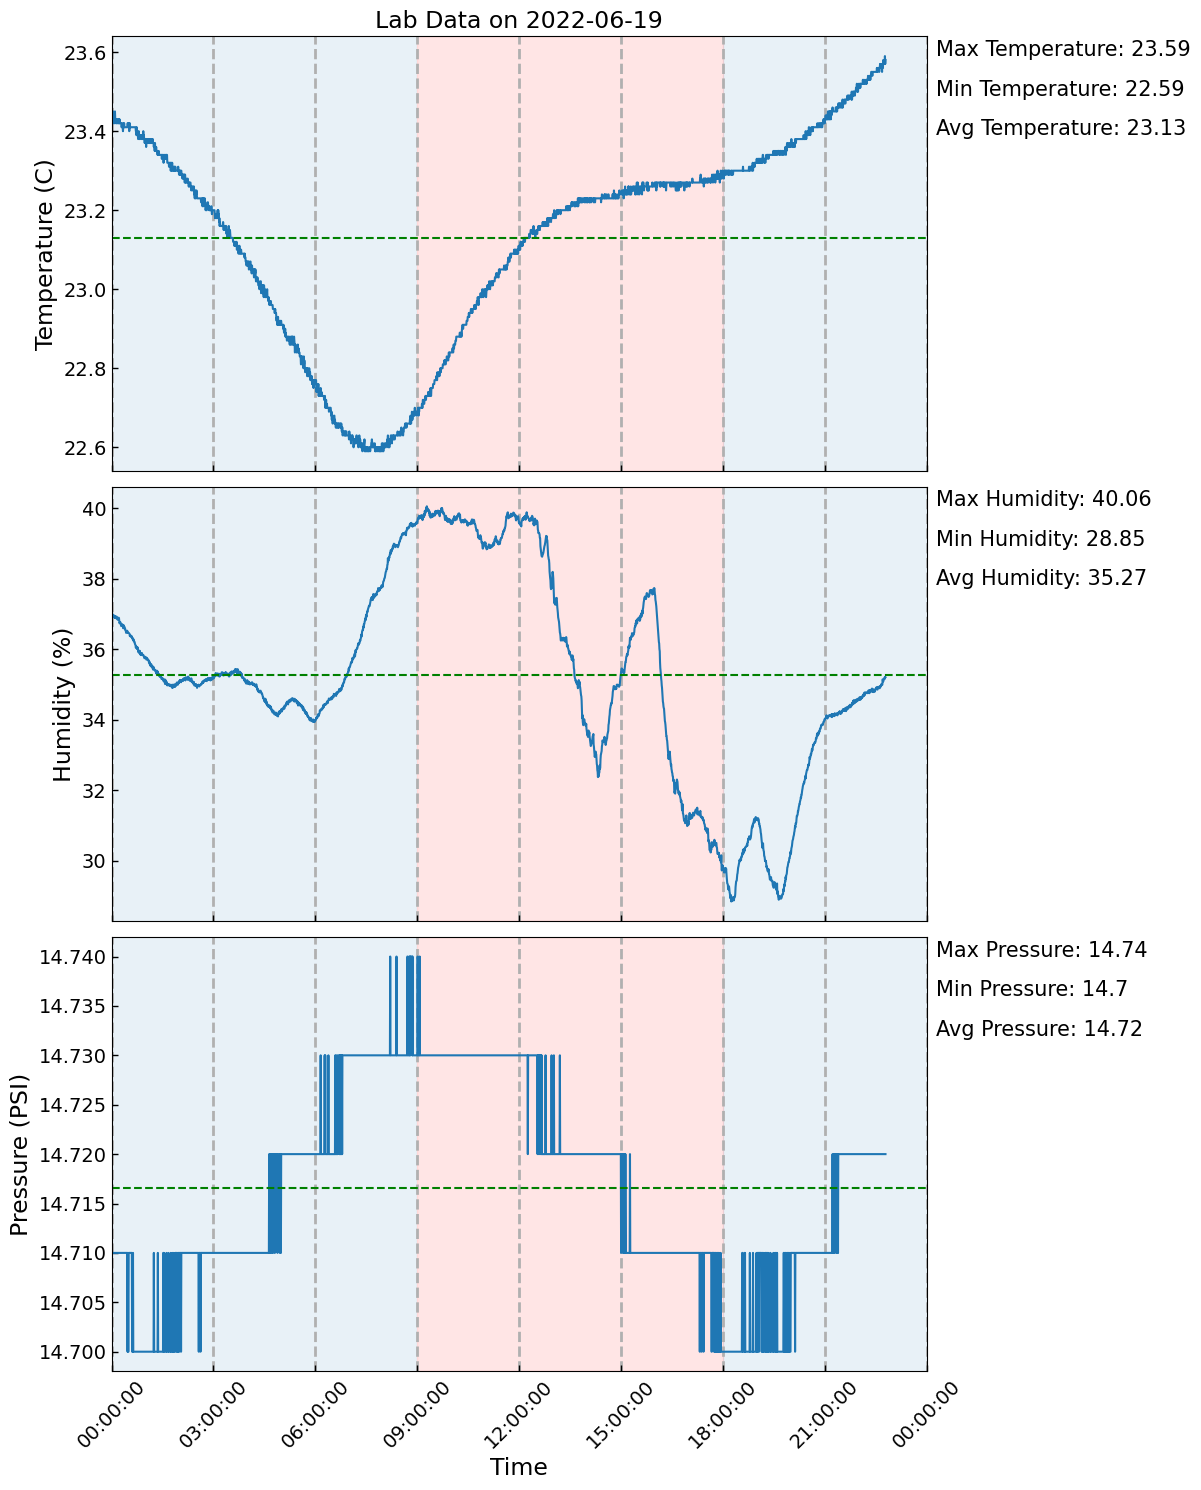 Lab Data on 2022-06-19
23.6
23.4
23.2
23.0
22.8
22.6
Temperature (C)
Max Temperature: 23.59
Min Temperature: 22.59
Avg Temperature: 23.13
40
38
36
34
32
30
Humidity (%)
Max Humidity: 40.06
Min Humidity: 28.85
Avg Humidity: 35.27
14.740
14.735
14.730
14.725
14.720
14.715
14.710
14.705
14.700
Pressure (PSI)
Max Pressure: 14.74
Min Pressure: 14.7
Avg Pressure: 14.72
00:00:00
03:00:00
06:00:00
09:00:00
12:00:00
15:00:00
18:00:00
21:00:00
00:00:00
Time